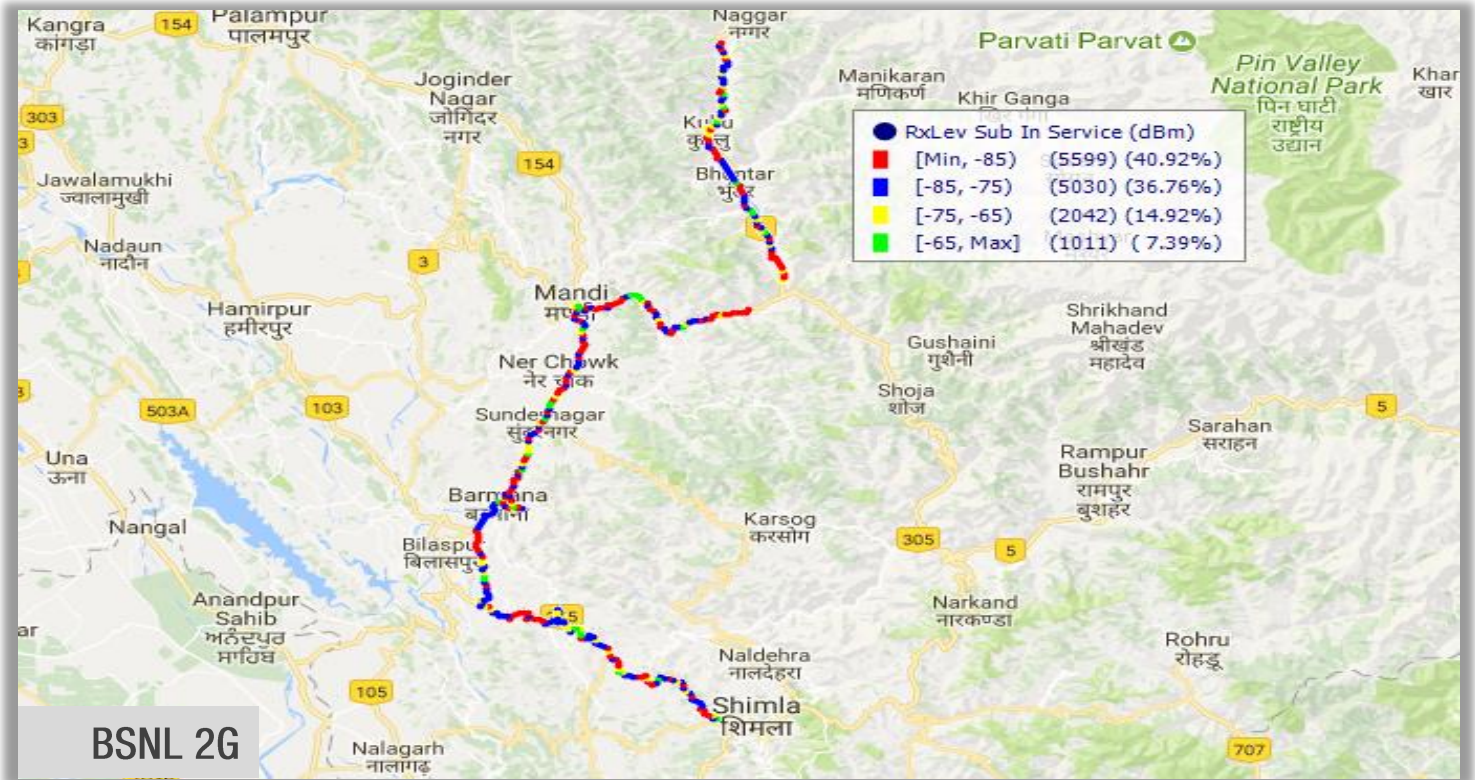 Kangra
कांगड़ा
154
Palampur
पालमपुर
Naggar
नग्गर
Parvati Parvat
Pin Valley
National Park
पिन घाटी
राष्ट्रीय
उद्यान
Khar
खार
Joginder
Nagar
जोगिंदर
नगर
Manikaran
मणिकर्ण
Khir Ganga
303
3
154
RxLev Sub In Service (dBm)
[Min, -85) (5599) (40.92%)
[-85, -75) (5030) (36.76%)
[-75, -65) (2042) (14.92%)
[-65, Max] (1011) ( 7.39%)
Jawalamukhi
ज्वालामुखी
Nadaun
नादौन
3
Mandi
Hamirpur
हमीरपुर
Shrikhand
Mahadev
श्रीखंड
महादेव
Gushaini
गुशैनी
Ner Chowk
नेर चौक
Shoja
शोज
503A
103
5
Sundernagar
सुंदरनगर
Sarahan
सराहन
Una
ऊना
Rampur
Bushahr
रामपुर
बुशहर
Barmana
Nangal
Karsog
करसोग
Bilaspur
बिलासपुर
305
5
Anandpur
Sahib
ਅਨੰਦਪੁਰ
ਸਾਹਿਬ
ar
Narkand
नारकण्डा
Rohru
रोहड़ू
Naldehra
नालदेहरा
105
Shimla
शिमला
BSNL 2G
Nalagarh
नालागढ़
707